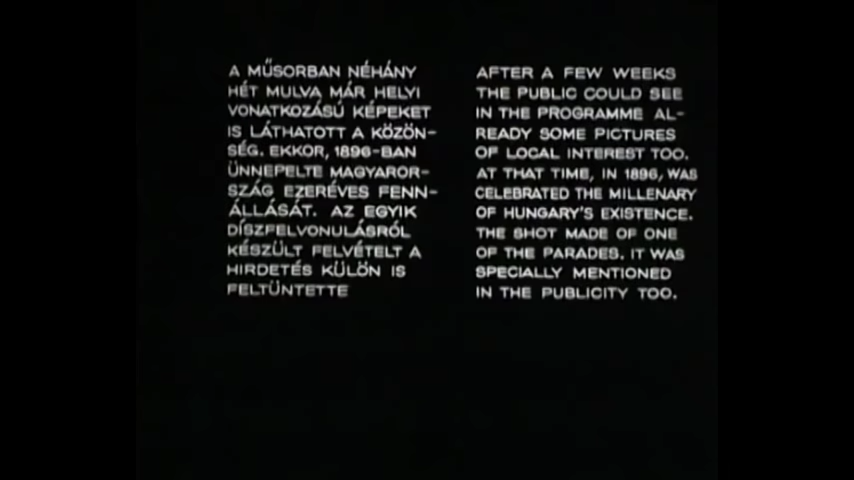 A MŰSORBAN NÉHÁNY
HÉT MULVA MÁR HELYI
VONATKOZÁSÚ KÉPEKET
IS LÁTHATOTT A KÖZÖN-
SÉG. EKKOR, 1896-BAN
ÜNNEPELTE MAGYAROR-
SZÁG EZERÉVES FENN-
ÁLLÁSÁT. AZ EGYIK
DÍSZFELVONULÁSRÓL
KÉSZÜLT FELVÉTELT A
HIRDETÉS KÜLÖN IS
FELTÜNTETTE
AFTER A FEW WEEKS
THE PUBLIC COULD SEE
IN THE PROGRAMME AL-
READY SOME PICTURES
OF LOCAL INTEREST TOO.
AT THAT TIME, IN 1896, WAS
CELEBRATED THE MILLENARY
OF HUNGARY'S EXISTENCE.
THE SHOT MADE OF ONE
OF THE PARADES. IT WAS
SPECIALLY MENTIONED
IN THE PUBLICITY TOO.